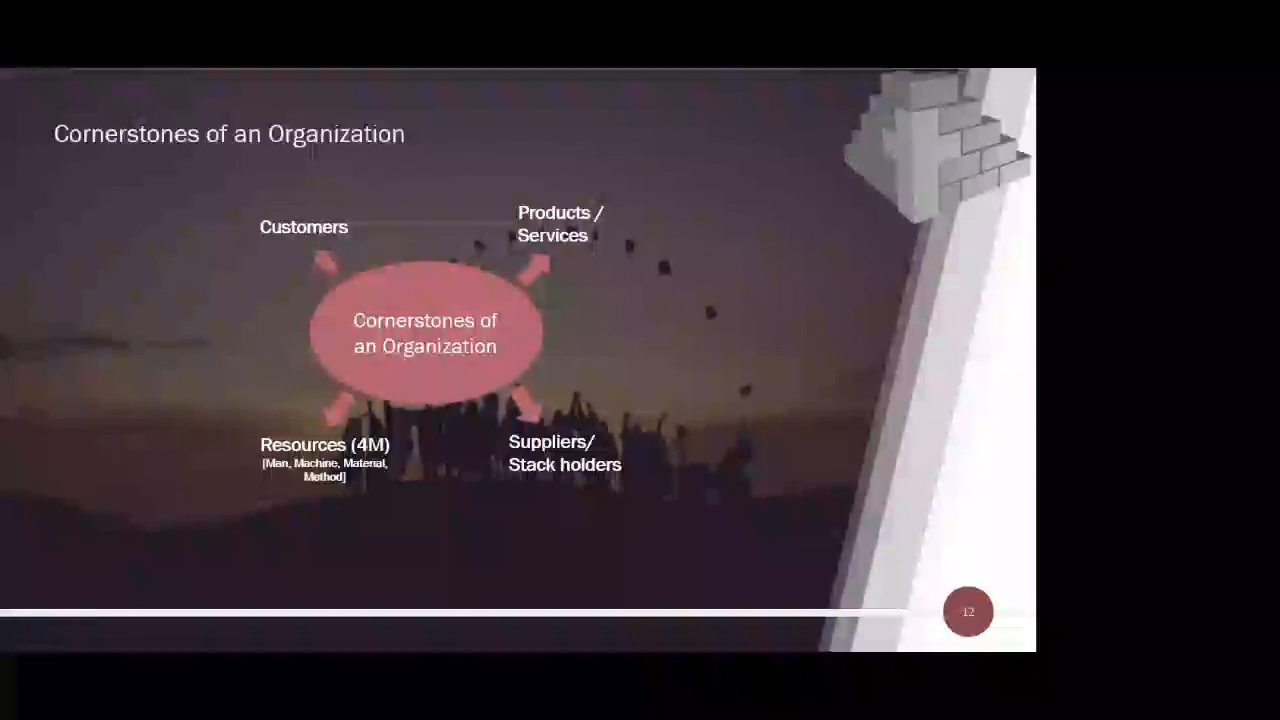 Cornerstones of an Organization
Customers
Products /
Services
Cornerstones of
an Organization
Resources (4M)
[Man, Machine, Material,
Method]
Suppliers/
Stack holders
12